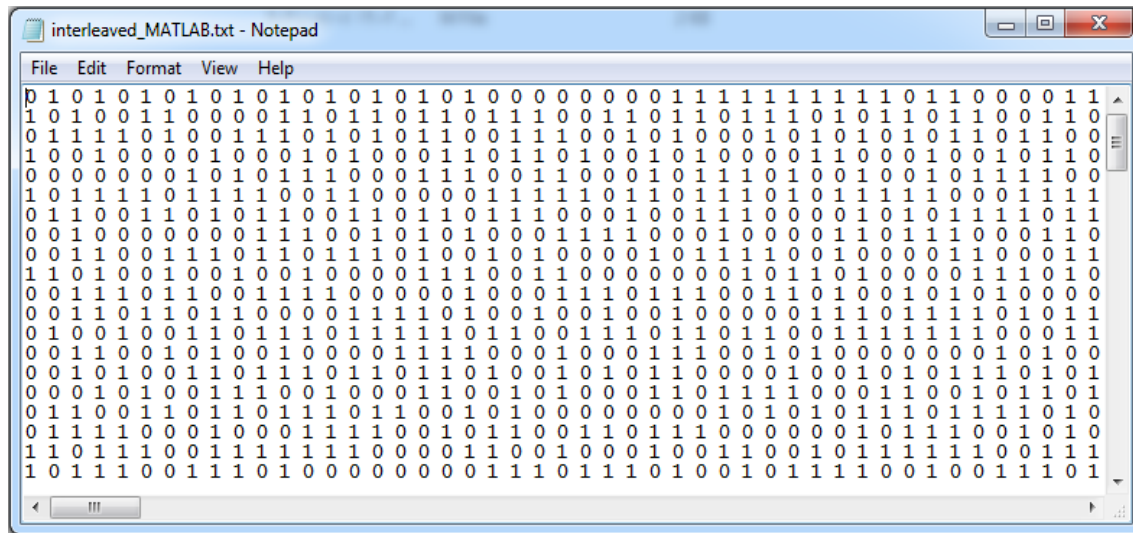 interleaved_MATLAB.txt - Notepad
File Edit Format View Help
0 1 0 1 0 1 0 1 0 1 0 1 0 1 0 1 0 1 0 1 0 0 0 0 0 0 0 0 1 1 1 1 1 1 1 1 1 1 0 1 1 0 0 0 0 1 1
1 0 1 0 0 1 1 0 0 0 0 1 1 0 1 1 0 1 1 0 1 1 1 0 0 1 1 0 1 1 0 1 1 1 0 1 0 1 1 0 1 1 0 0 1 1 0
0 1 1 1 1 0 1 0 0 1 1 1 0 1 0 1 0 1 1 0 0 1 1 1 0 0 1 0 1 0 0 0 1 0 1 0 1 0 1 0 1 1 0 1 1 0 0
1 0 0 1 0 0 0 0 1 0 0 0 1 0 1 0 0 0 1 1 0 1 1 0 1 0 0 1 0 1 0 0 0 0 1 1 0 0 0 1 0 0 1 0 1 1 0
0 0 0 0 0 0 0 1 0 1 0 1 0 1 1 1 0 0 0 1 1 1 0 0 1 1 0 0 0 1 0 1 1 1 0 1 0 0 1 0 0 1 0 1 1 1 1 0 0
1 0 1 1 1 1 0 1 1 1 1 0 0 1 1 0 0 0 0 0 1 1 1 1 1 1 0 1 1 0 1 0 1 1 1 1 1 1 0 0 0 1 1 1 1
0 1 1 0 0 1 1 0 1 0 1 1 0 0 1 1 0 1 1 0 1 1 1 0 0 0 1 0 0 1 1 0 0 0 0 1 0 1 0 1 1 1 1 0 1 1
0 0 1 0 0 0 0 0 0 0 1 1 1 0 0 1 0 1 0 1 0 0 0 1 1 1 1 0 0 0 1 0 0 0 0 1 1 0 1 1 1 0 0 0 1 1 0
0 0 1 1 0 0 1 1 1 0 1 1 0 1 1 1 0 0 1 1 0 1 0 0 0 1 0 0 1 0 0 1 1 0 1 1 0 1 0 1 1 0 0 0 0 1 1
1 1 0 1 0 0 1 0 0 1 0 0 1 0 0 0 0 1 1 1 0 0 1 1 0 0 0 0 0 0 0 1 0 1 0 1 1 0 1 0 0 0 0 1 1 1 0
0 0 1 1 1 0 1 1 0 0 1 1 1 1 0 0 0 0 0 1 0 0 0 1 1 1 0 1 1 1 0 0 1 1 0 1 0 0 1 0 1 0 1 0 0 0 0
0 0 1 1 0 1 1 0 1 1 0 0 0 0 1 1 1 1 0 1 0 0 1 0 0 0 1 0 0 0 0 0 0 1 1 1 0 1 1 1 1 1 0 0 0 1 1
0 1 0 0 1 0 0 1 1 0 1 1 1 0 1 1 1 1 1 0 1 1 0 0 1 1 1 0 1 1 0 1 1 0 0 1 1 0 1 1 1 1 1 0 0 0 1 1
0 0 1 1 0 0 1 0 1 0 0 1 0 0 0 0 1 1 1 1 0 0 0 1 0 0 0 1 1 1 0 0 1 0 1 0 0 0 0 0 0 0 1 0 1 0 0
0 0 1 0 1 0 1 1 0 0 1 0 1 1 0 1 1 0 1 0 0 1 0 1 1 0 1 1 0 0 0 0 1 0 0 1 0 1 0 1 1 1 0 1 0 1
0 0 0 1 0 1 0 0 1 1 1 0 0 1 0 0 0 1 1 0 0 1 0 1 0 0 0 1 1 0 1 1 1 1 0 0 0 1 1 0 0 1 0 1 1 0 1
0 1 1 0 0 1 1 0 1 0 1 1 1 0 1 1 0 0 1 0 1 0 0 0 0 0 0 0 0 1 0 1 0 1 0 1 1 1 0 1 1 1 1 0 1 0
0 1 1 1 1 0 0 0 1 0 0 0 1 1 1 1 0 0 1 0 1 1 0 0 1 1 0 1 1 1 0 0 0 0 0 0 1 0 1 1 1 0 0 1 0 1 0
1 1 0 1 1 1 0 0 1 1 1 1 1 1 1 0 0 0 0 1 1 0 0 1 0 0 0 1 0 0 1 1 0 1 0 1 1 1 1 1 1 0 0 1 1 1
1 0 1 1 1 0 0 1 1 1 0 1 0 0 0 0 0 0 0 0 1 1 1 0 1 1 1 0 1 0 0 1 0 1 1 1 1 0 0 1 0 0 1 1 1 0 1